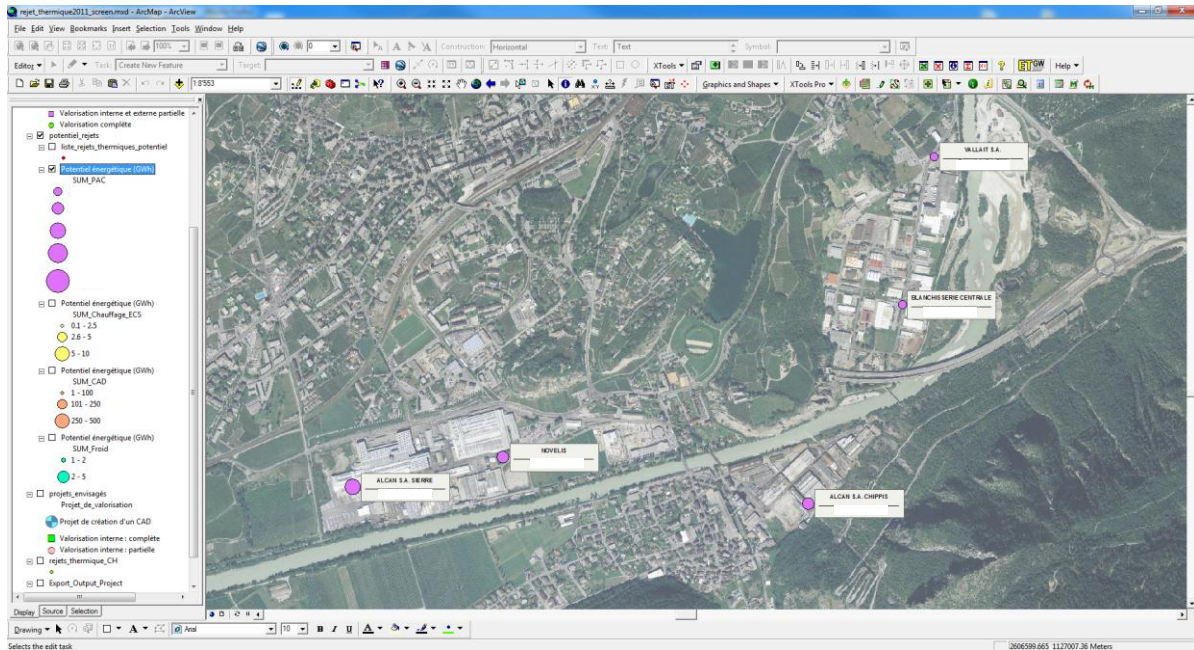 rejet_thermique2011_screen.mxd - ArcMap - ArcView
File Edit View Bookmarks Insert Selection Tools Window Help
100% 0 Construction: Horizontal Text: Text Symbol:
Editor Task: Create New Feature Target: XTools ET GW Help
1:8'553 Graphics and Shapes XTools Pro
Valorisation interne et externe partielle
Valorisation complète
potentiel_rejets
liste_rejets_thermiques_potentiel
Potentiel énergétique (GWh)
SUM_PAC
Potentiel énergétique (GWh)
SUM_Chauffage_ECS
0.1 - 2.5
2.6 - 5
5 - 10
Potentiel énergétique (GWh)
SUM_CAD
1 - 100
101 - 250
250 - 500
Potentiel énergétique (GWh)
SUM_Froid
1 - 2
2 - 5
projets_envisagés
Projet_de_valorisation
Projet de création d'un CAD
Valorisation interne : complète
Valorisation interne : partielle
rejets_thermique_CH
Export_Output_Project
VALLAIT S.A.
BLANCHISSERIE CENTRALE
NOVELIS
ALCAN S.A. SIERRE
ALCAN S.A. CHIPPIS
Display Source Selection
Drawing A Arial 10 B I U A
Selects the edit task
2606599.665 1127007.36 Meters